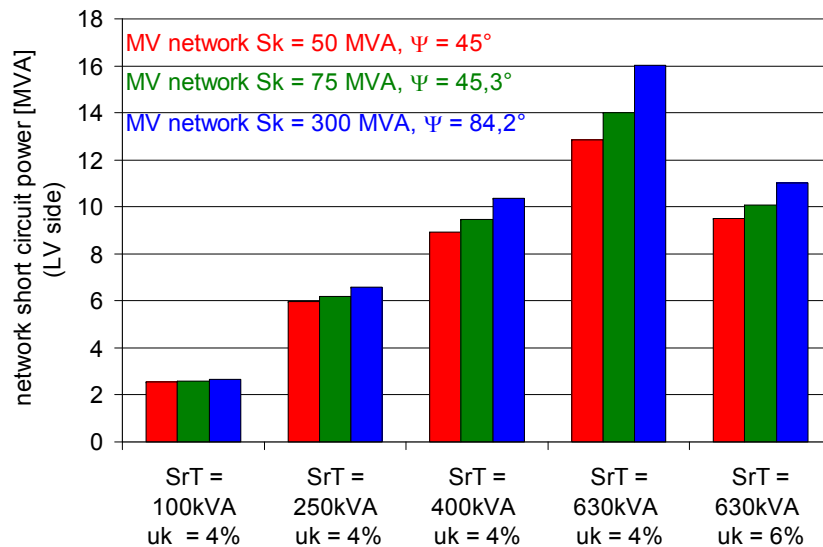 network short circuit power [MVA]
(LV side)
18
16
14
12
10
8
6
4
2
0
MV network Sk = 50 MVA, Ψ = 45°
MV network Sk = 75 MVA, Ψ = 45,3°
MV network Sk = 300 MVA, Ψ = 84,2°
SrT =
100kVA
uk = 4%
SrT =
250kVA
uk = 4%
SrT =
400kVA
uk = 4%
SrT =
630kVA
uk = 4%
SrT =
630kVA
uk = 6%